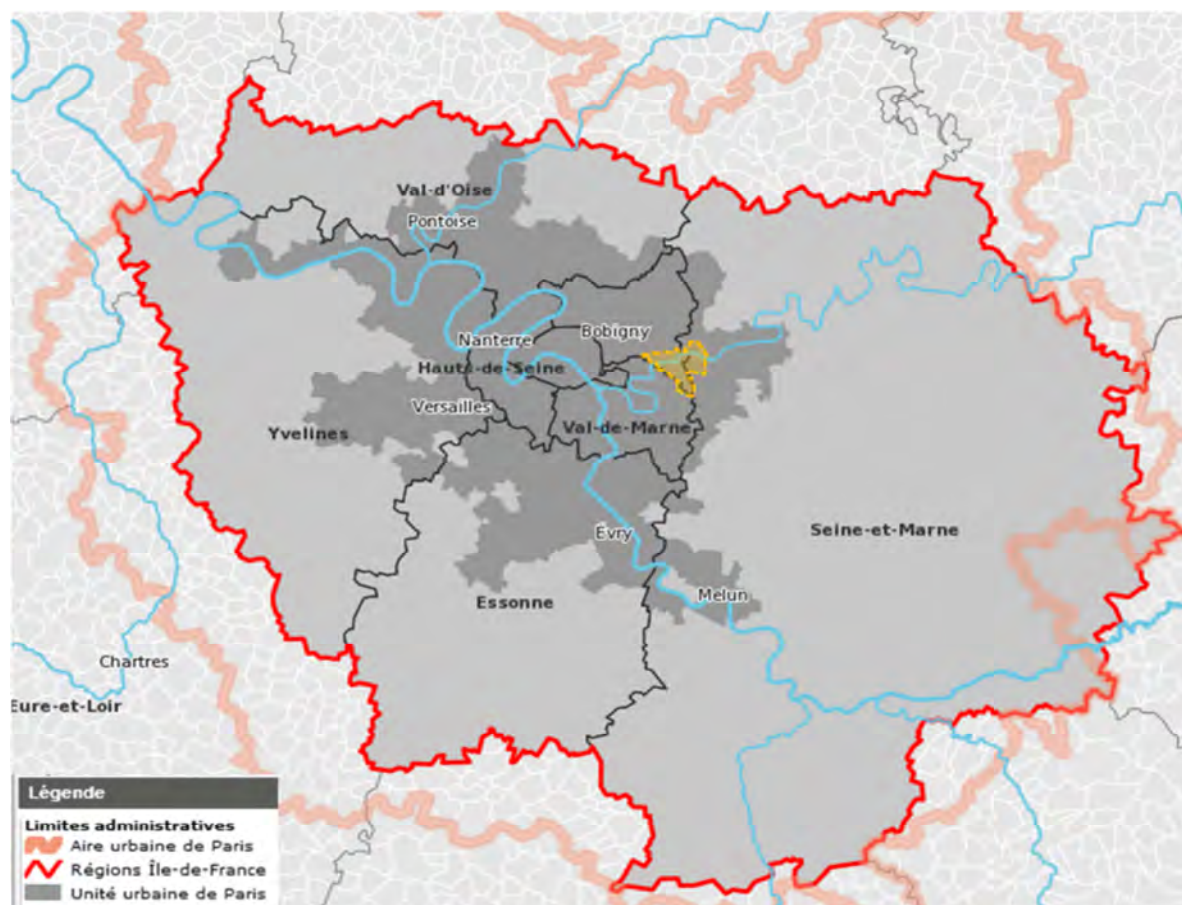 Val-d'Oise
Pontoise
Nanterre
Bobigny
Hauts-de-Seine
Versailles
Val-de-Marne
Yvelines
Évry
Seine-et-Marne
Essonne
Melun
Chartres
Eure-et-Loir
Légende
Limites administratives
Aire urbaine de Paris
Régions Île-de-France
Unité urbaine de Paris